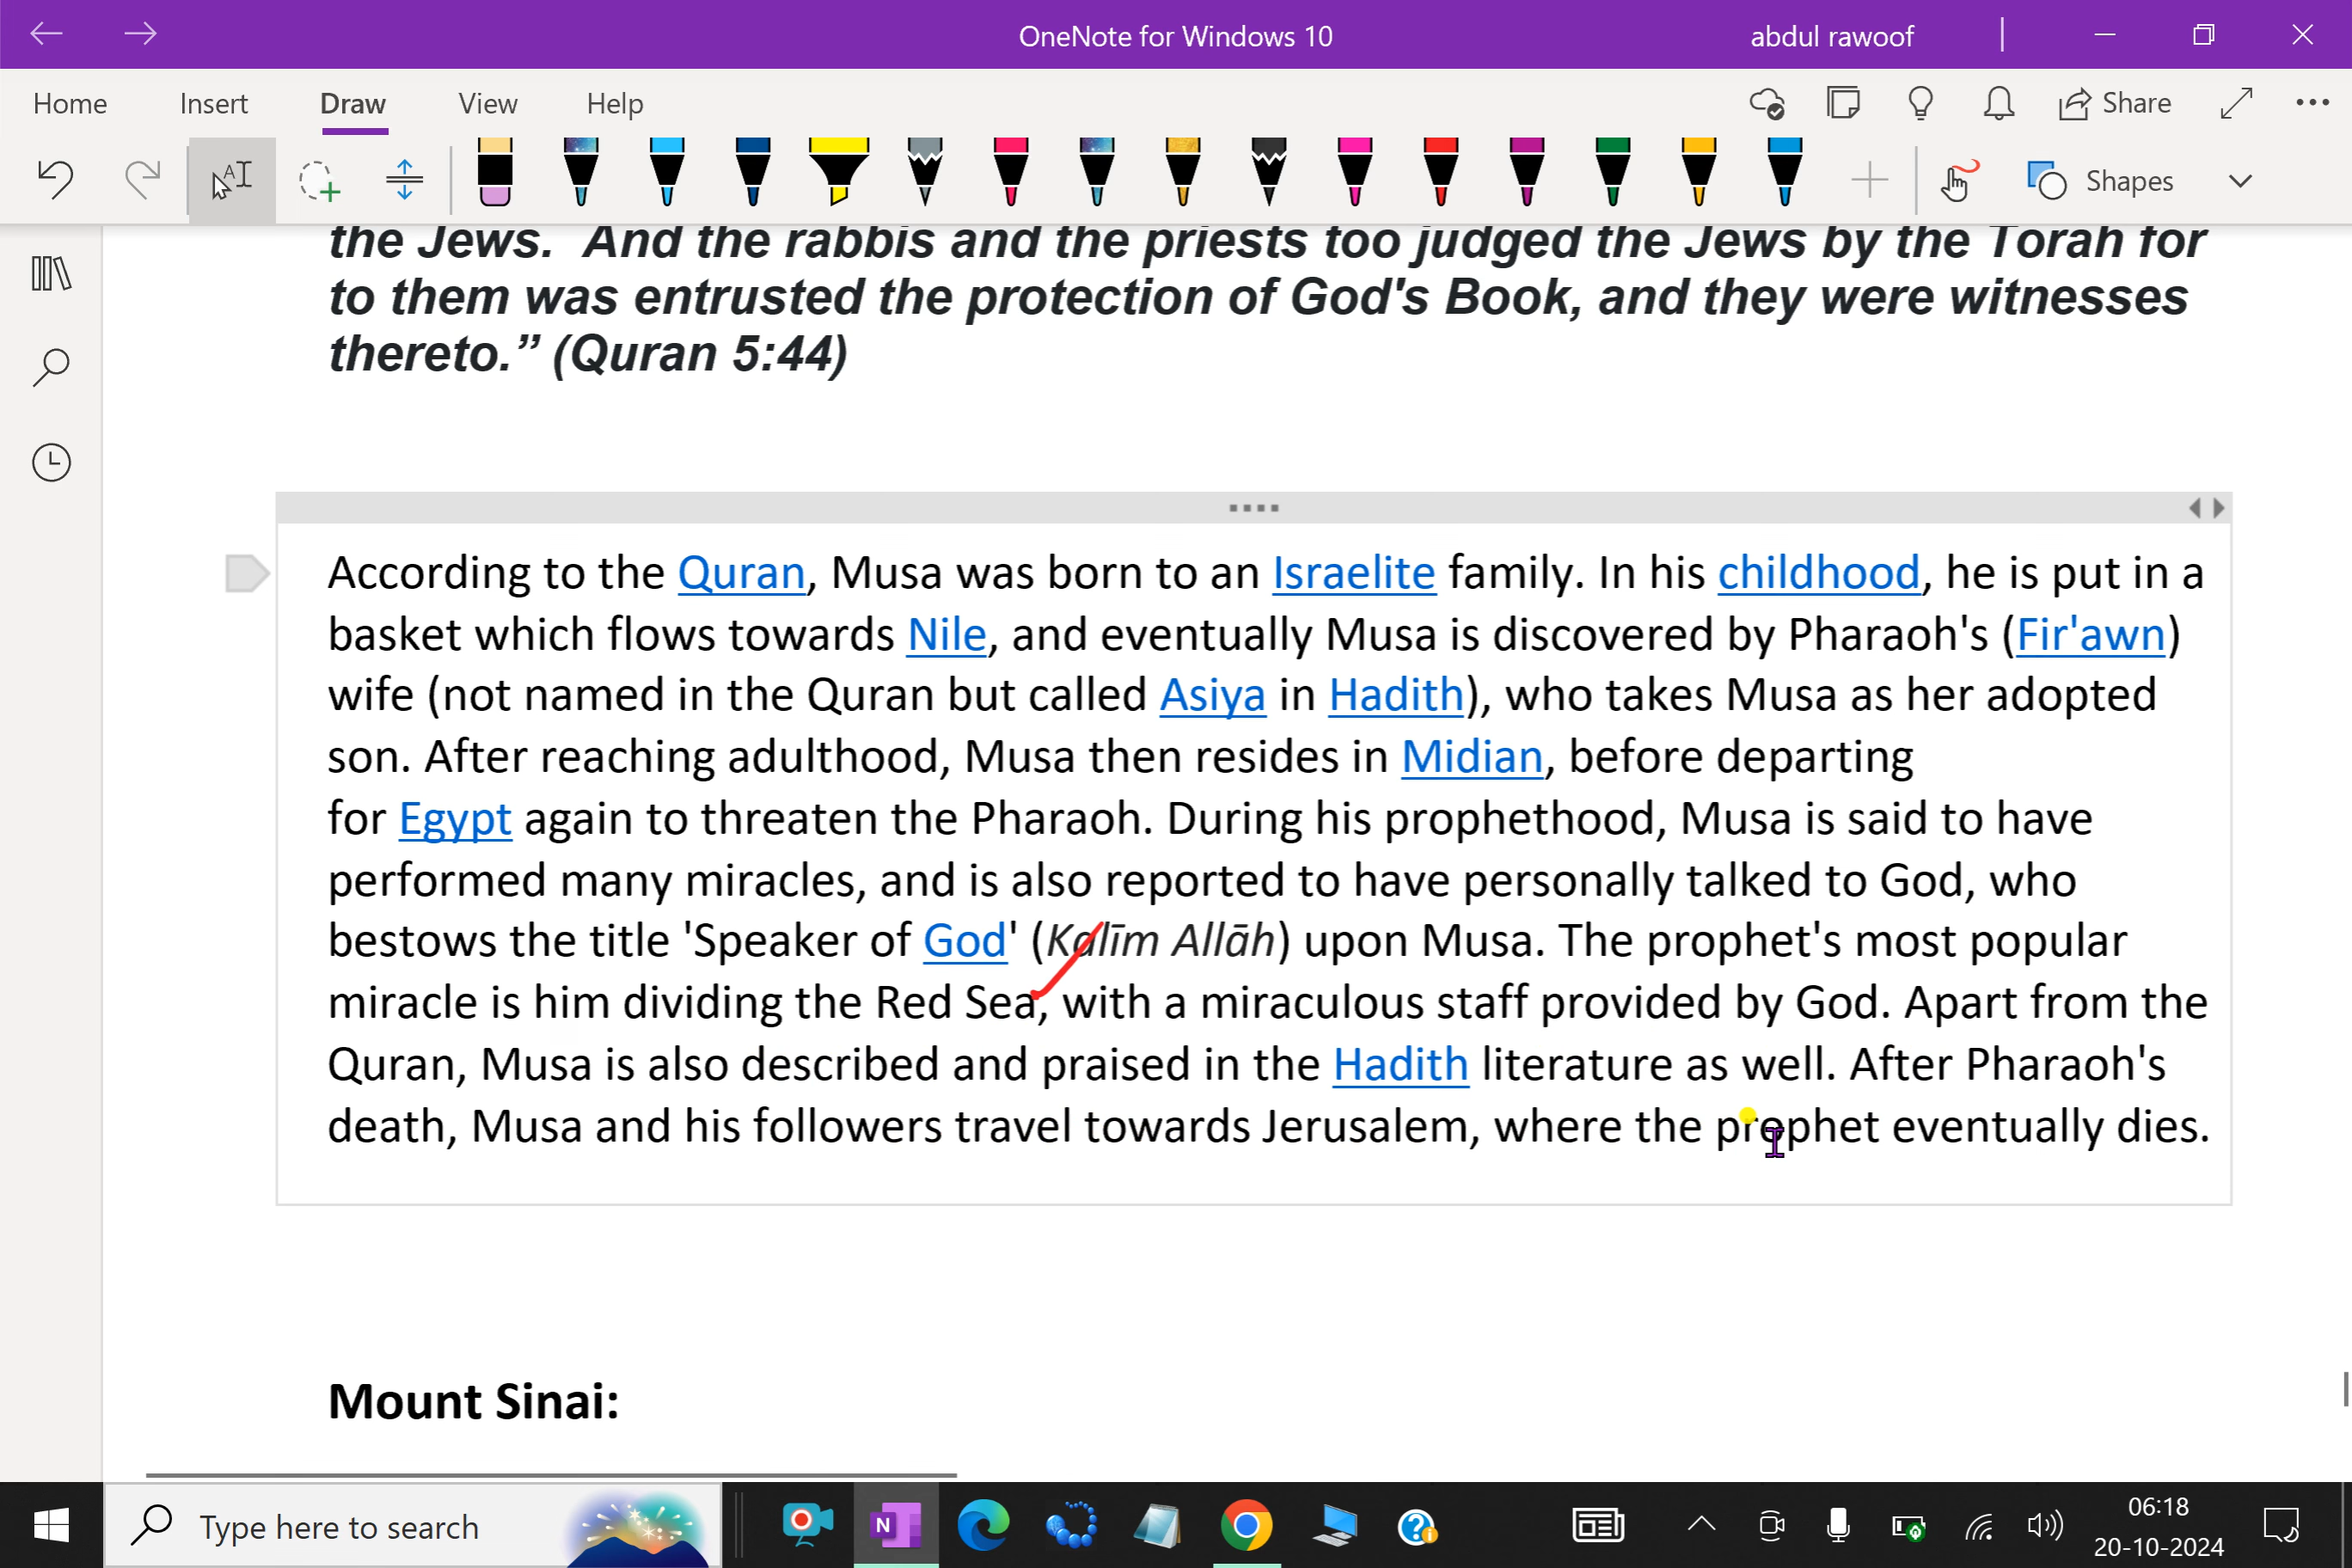 OneNote for Windows 10
abdul rawoof
Home Insert Draw View Help
Share
Shapes
the Jews. And the rabbis and the priests too judged the Jews by the Torah for
to them was entrusted the protection of God's Book, and they were witnesses
thereto.” (Quran 5:44)
According to the Quran, Musa was born to an Israelite family. In his childhood, he is put in a
basket which flows towards Nile, and eventually Musa is discovered by Pharaoh's (Fir'awn)
wife (not named in the Quran but called Asiya in Hadith), who takes Musa as her adopted
son. After reaching adulthood, Musa then resides in Midian, before departing
for Egypt again to threaten the Pharaoh. During his prophethood, Musa is said to have
performed many miracles, and is also reported to have personally talked to God, who
bestows the title 'Speaker of God' (Kalīm Allāh) upon Musa. The prophet's most popular
miracle is him dividing the Red Sea, with a miraculous staff provided by God. Apart from the
Quran, Musa is also described and praised in the Hadith literature as well. After Pharaoh's
death, Musa and his followers travel towards Jerusalem, where the prophet eventually dies.
Mount Sinai:
Type here to search
06:18
20-10-2024